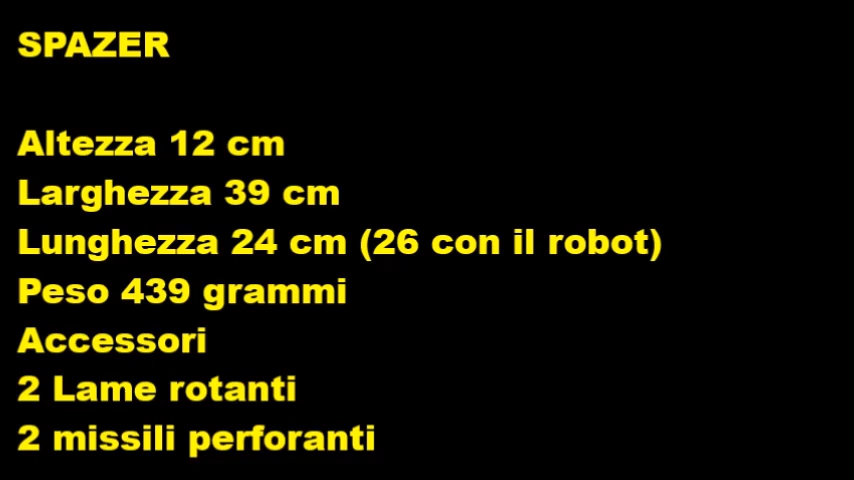 SPAZER
Altezza 12 cm
Larghezza 39 cm
Lunghezza 24 cm (26 con il robot)
Peso 439 grammi
Accessori
2 Lame rotanti
2 missili perforanti